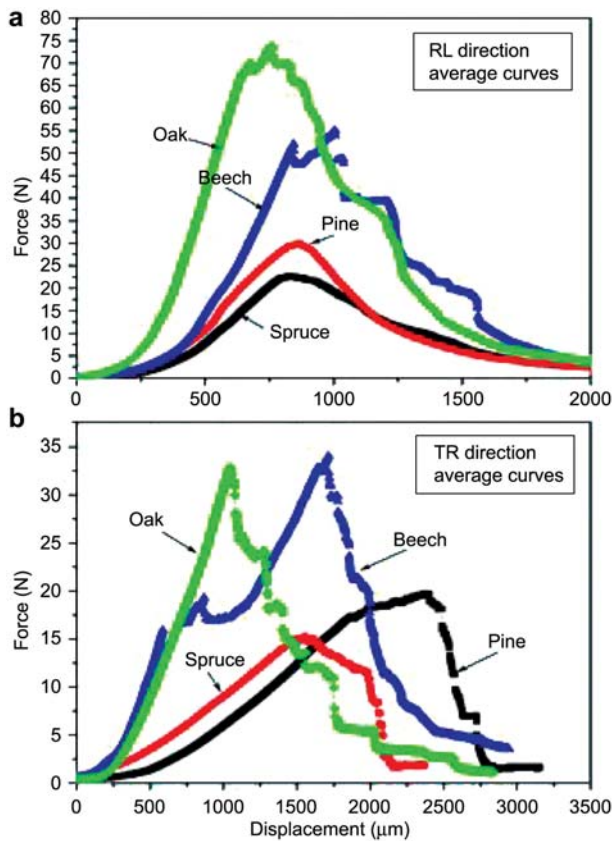 a
80
75
70
65
60
55
50
45
40
35
30
25
20
15
10
5
0
Force (N)
RL direction
average curves
Oak
Beech
Pine
Spruce
0
500
1000
1500
2000
b
35
30
25
20
15
10
5
0
Force (N)
TR direction
average curves
Oak
Beech
Spruce
Pine
0
500
1000
1500
2000
2500
3000
3500
Displacement (μm)